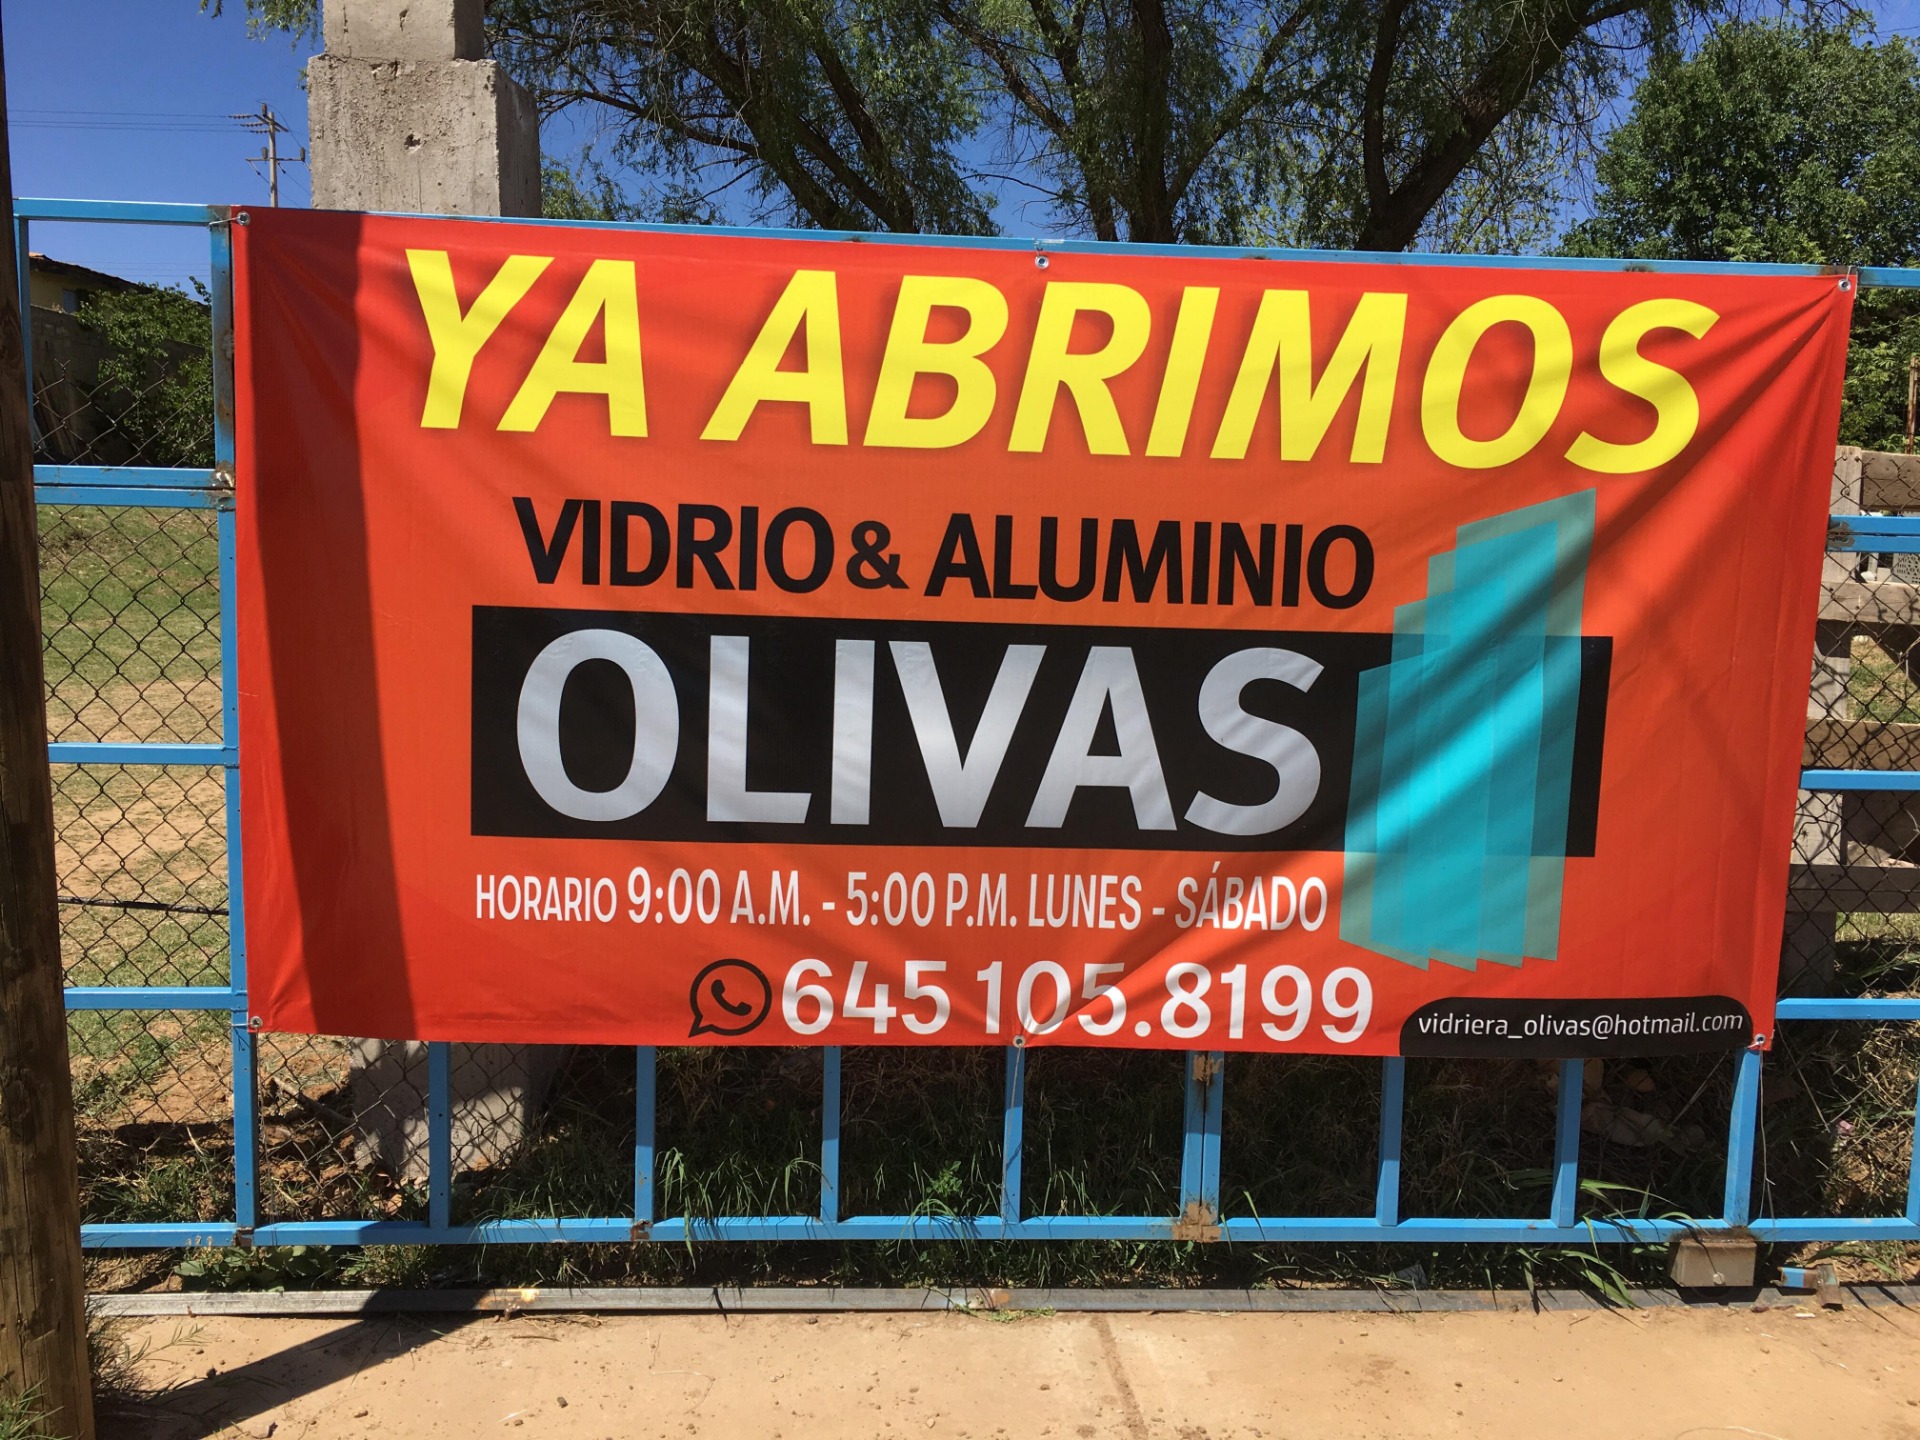 YA ABRIMOS
VIDRIO & ALUMINIO
OLIVAS
HORARIO 9:00 A.M. - 5:00 P.M. LUNES - SÁBADO
645 105.8199
vidriera_olivas@hotmail.com